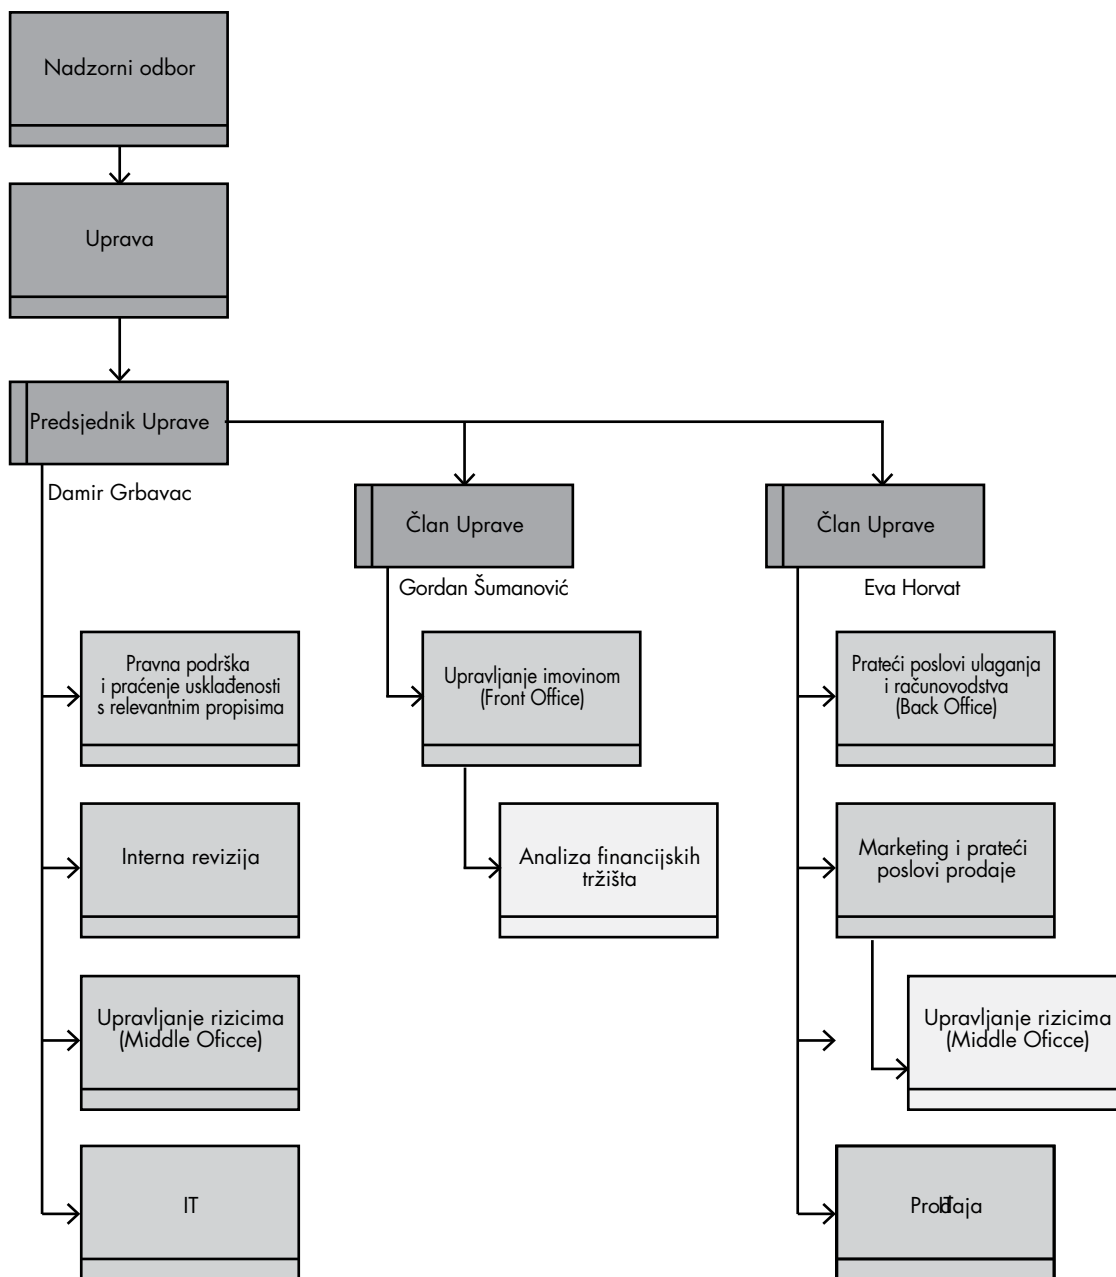 Nadzorni odbor
Uprava
Predsjednik Uprave
Damir Grbavac
Član Uprave
Gordan Šumanović
Član Uprave
Eva Horvat
Pravna podrška
i praćenje usklađenosti
s relevantnim propisima
Upravljanje imovinom
(Front Office)
Prateći poslovi ulaganja
i računovodstva
(Back Office)
Interna revizija
Analiza financijskih
tržišta
Marketing i prateći
poslovi prodaje
Upravljanje rizicima
(Middle Oficce)
Upravljanje rizicima
(Middle Oficce)
IT
Prodaja
IT